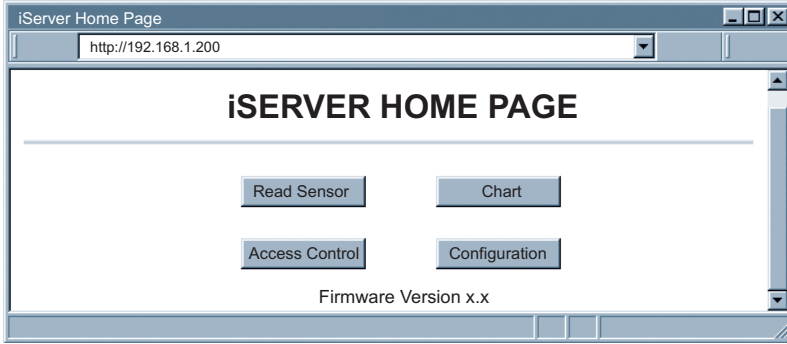 iServer Home Page
http://192.168.1.200
iSERVER HOME PAGE
Read Sensor Chart
Access Control Configuration
Firmware Version x.x